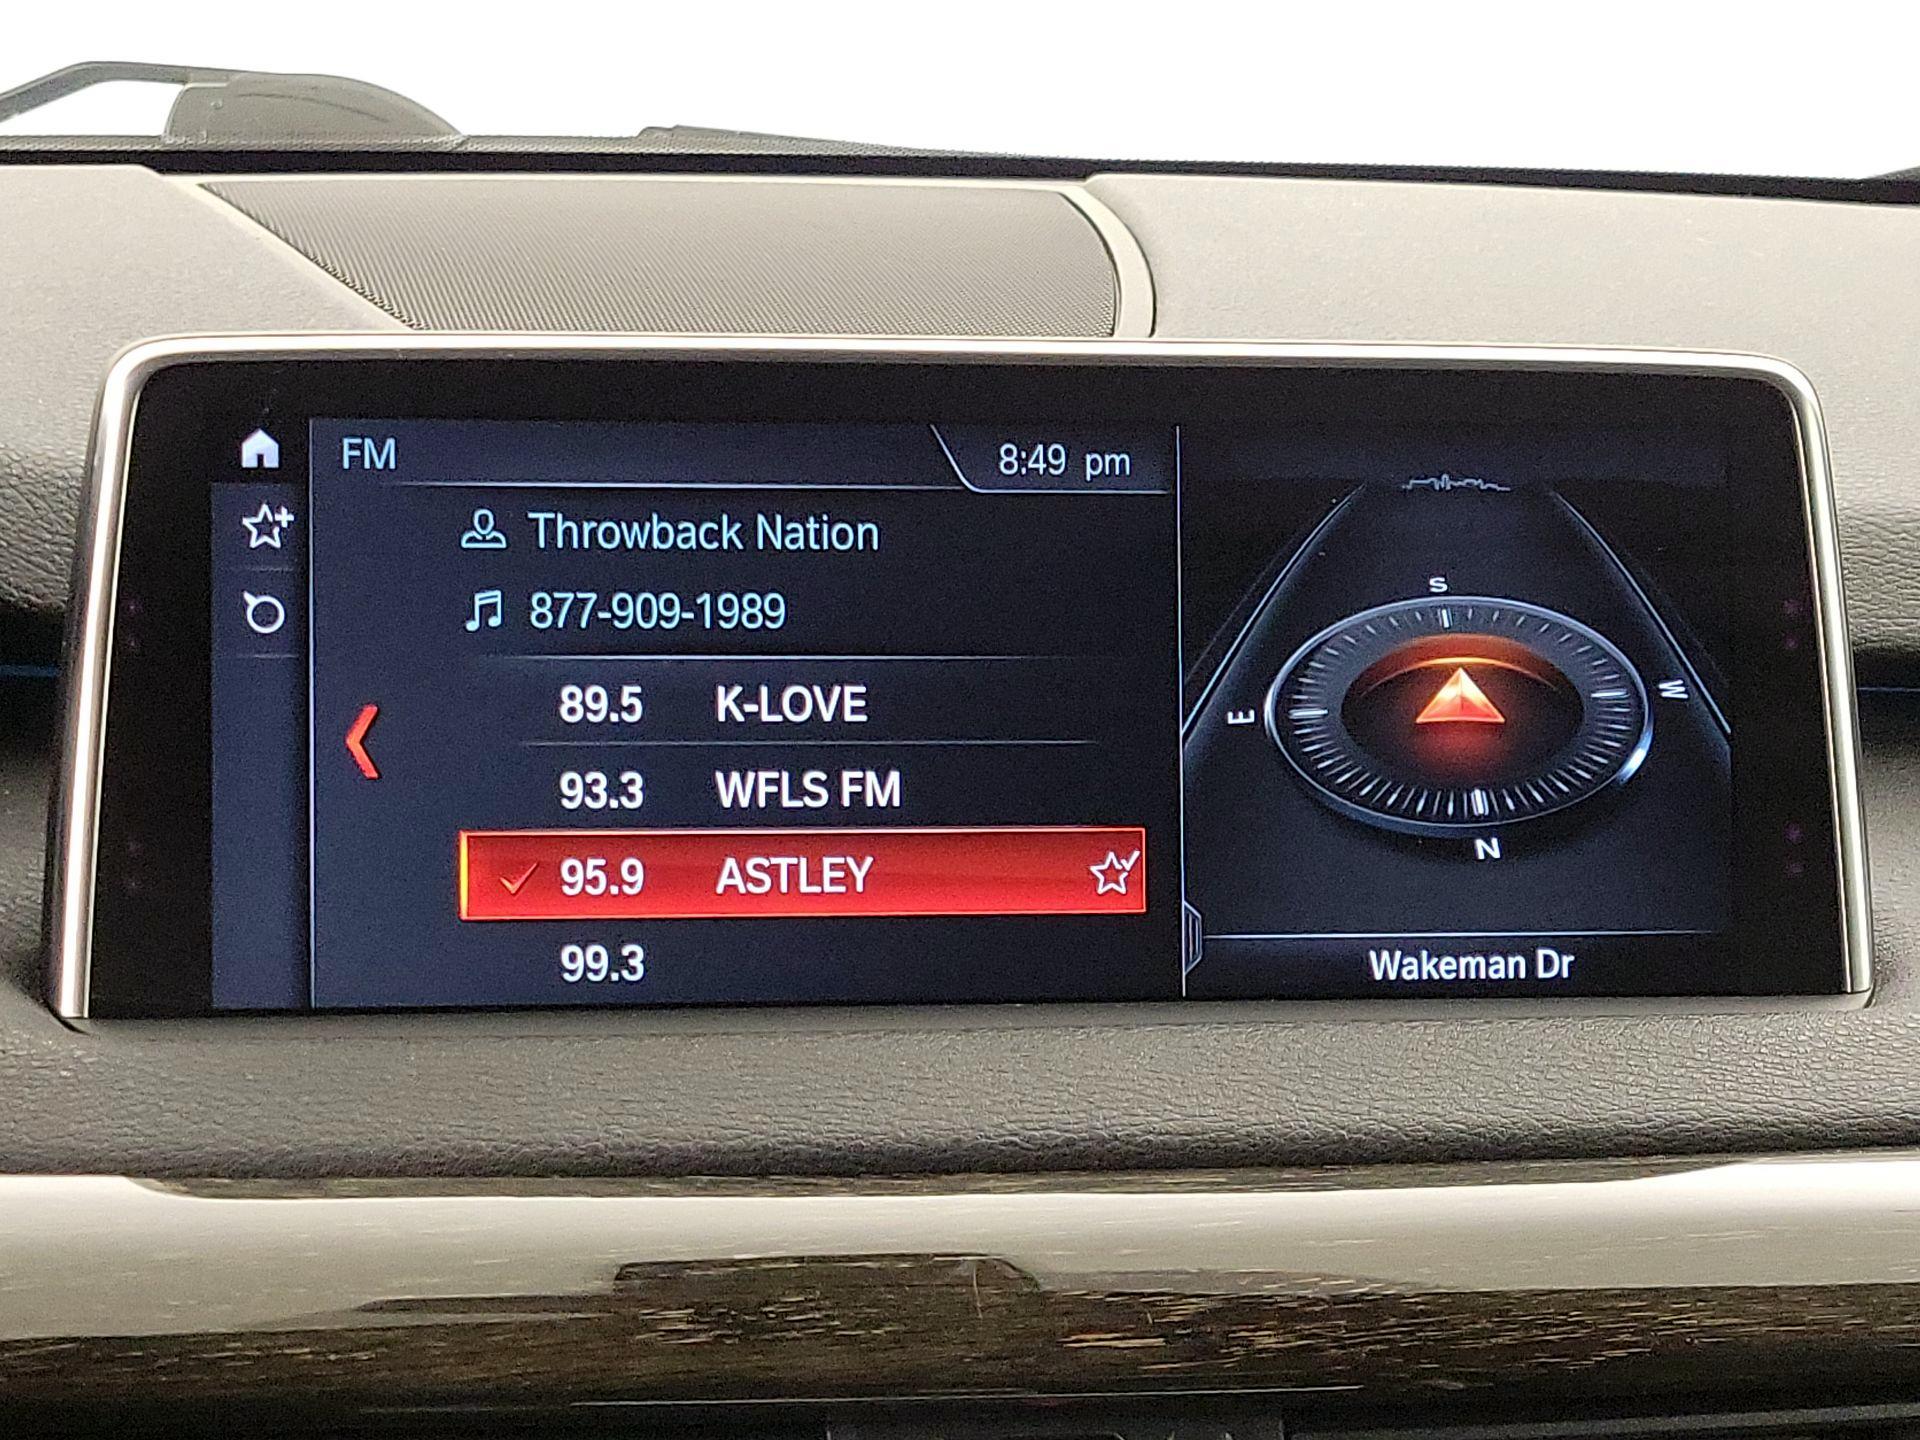 FM
8:49 pm
Throwback Nation
877-909-1989
89.5 K-LOVE
93.3 WFLS FM
95.9 ASTLEY
99.3
S
E
W
N
Wakeman Dr